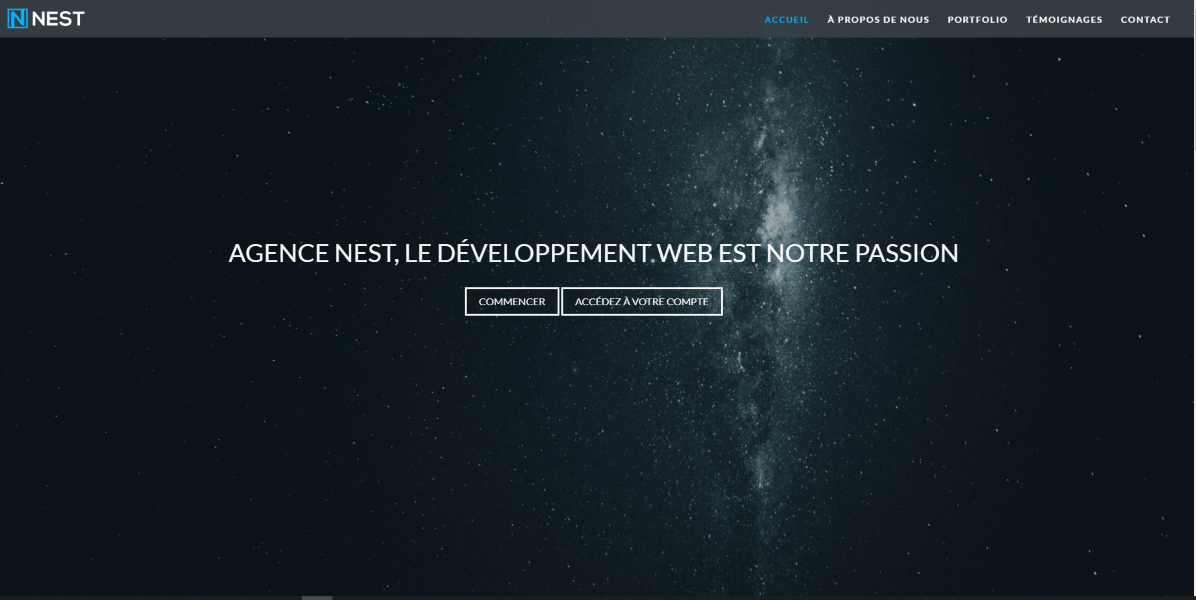 N NEST
ACCUEIL À PROPOS DE NOUS PORTFOLIO TÉMOIGNAGES CONTACT
AGENCE NEST, LE DÉVELOPPEMENT WEB EST NOTRE PASSION
COMMENCER ACCÉDEZ À VOTRE COMPTE